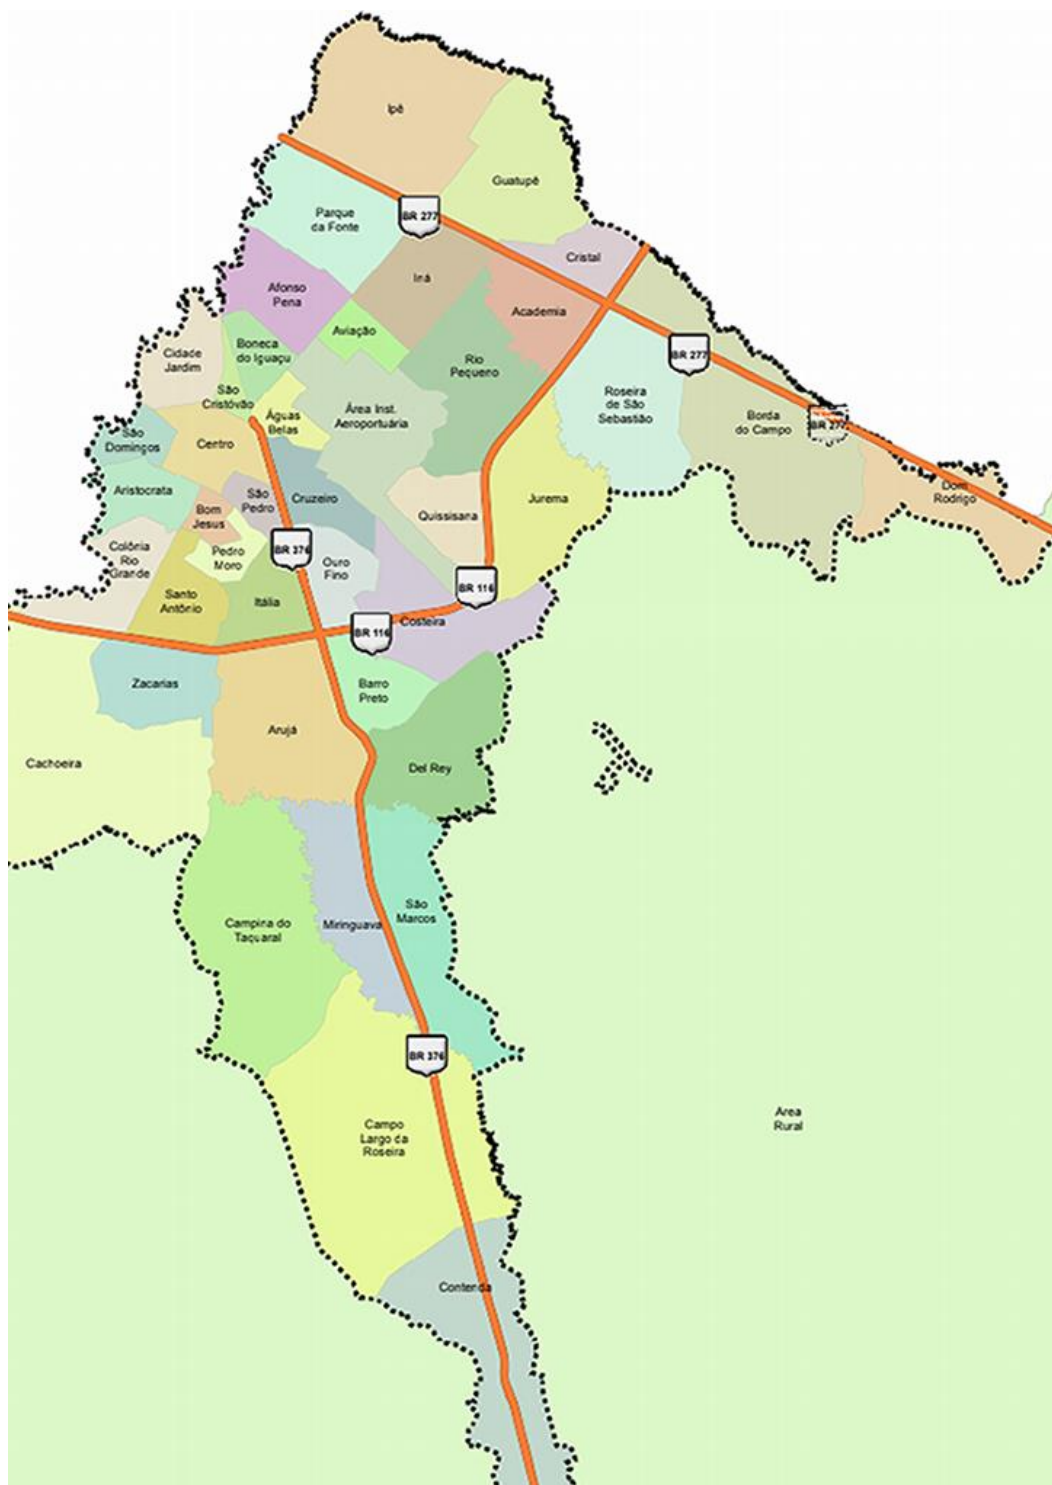 Ipê
Guatupê
Parque
da Fonte
BR 277
Cristal
Iná
Afonso
Pena
Academia
Aviação
Boneca
do Iguaçu
Cidade
Jardim
Rio
Pequeno
BR 277
São
Cristóvão
Roseira
de São
Sebastião
Águas
Belas
Área Inst.
Aeroportuária
Borda
do Campo
BR 277
São
Domingos
Centro
Aristocrata
São
Pedro
Cruzeiro
Jurema
Dom
Rodrigo
Bom
Jesus
Quissisana
Colônia
Rio
Grande
Pedro
Moro
BR 376
Ouro
Fino
Santo
Antônio
Itália
BR 116
BR 116
Costeira
Zacarias
Barro
Preto
Arujá
Cachoeira
Del Rey
Campina do
Taquaral
Miringuava
São
Marcos
BR 376
Campo
Largo da
Roseira
Area
Rural
Contenda